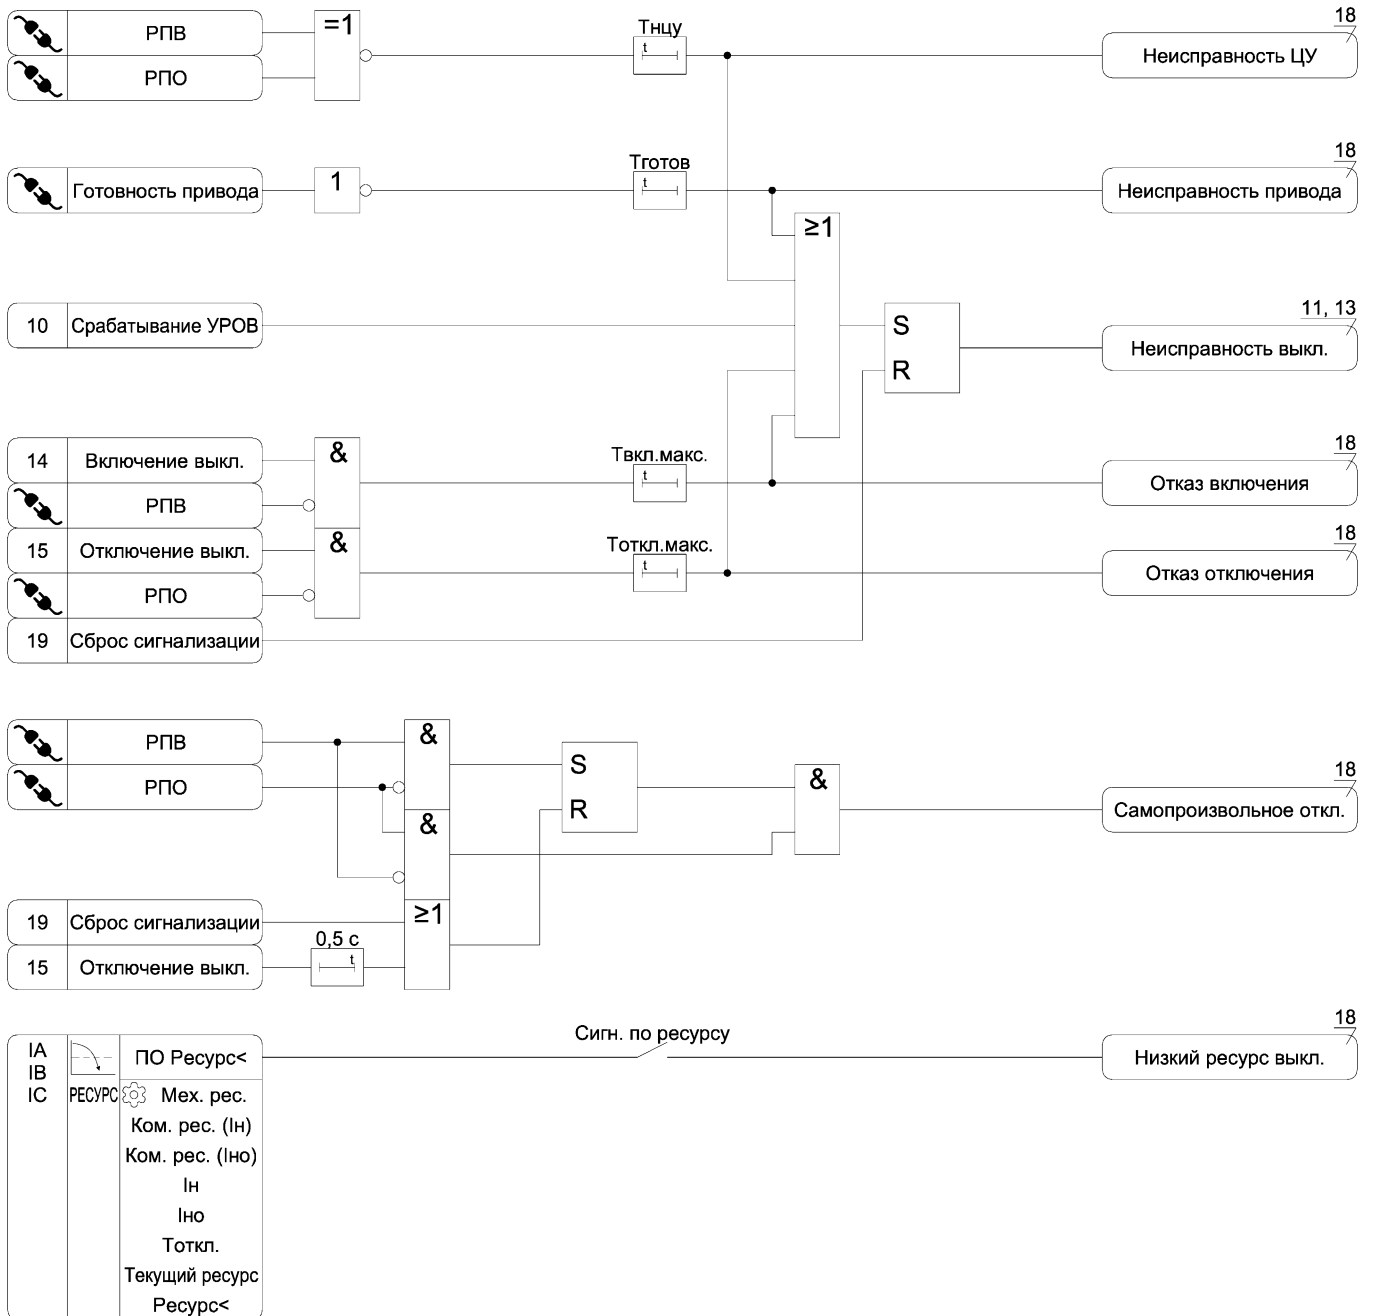 18
РПВ
=1
Тнцу
t
Неисправность ЦУ
РПО
18
Готовность привода
1
Тготов
t
Неисправность привода
≥1
10
Срабатывание УРОВ
S
R
11, 13
Неисправность выкл.
14
Включение выкл.
&
Твкл.макс.
t
18
Отказ включения
РПВ
15
Отключение выкл.
&
Тоткл.макс.
t
18
Отказ отключения
РПО
19
Сброс сигнализации
РПВ
&
S
R
РПО
&
&
18
Самопроизвольное откл.
19
Сброс сигнализации
≥1
15
Отключение выкл.
0,5 с
t
IA
IB
IC
РЕСУРС
ПО Ресурс<
Сигн. по ресурсу
18
Низкий ресурс выкл.
Мех. рес.
Ком. рес. (Iн)
Ком. рес. (Iно)
Iн
Iно
Тоткл.
Текущий ресурс
Ресурс<